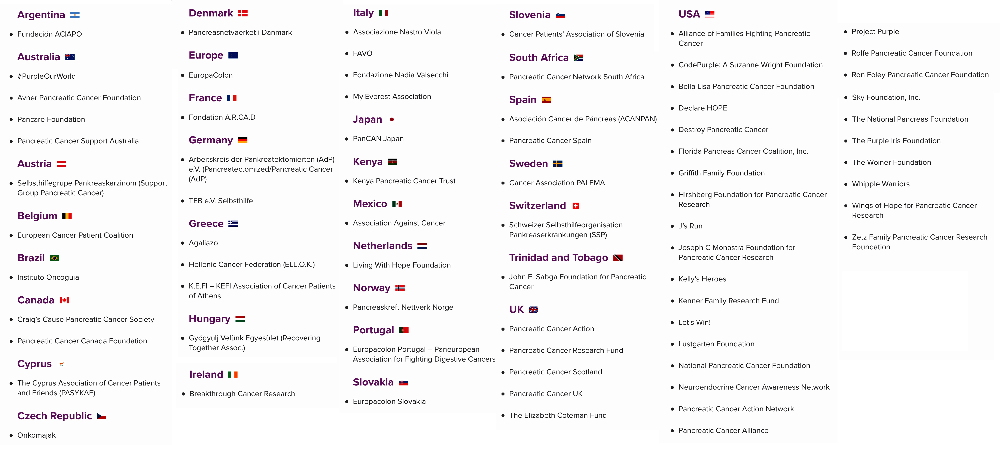 Argentina
Fundación ACIAPO
Australia
#PurpleOurWorld
Avner Pancreatic Cancer Foundation
Pancare Foundation
Pancreatic Cancer Support Australia
Austria
Selbsthilfegrupe Pankreaskarzinom (Support
Group Pancreatic Cancer)
Belgium
European Cancer Patient Coalition
Brazil
Instituto Oncoguia
Canada
Craig’s Cause Pancreatic Cancer Society
Pancreatic Cancer Canada Foundation
Cyprus
The Cyprus Association of Cancer Patients
and Friends (PASYKAF)
Czech Republic
Onkomajak
Denmark
Pancreasnetvaerket i Danmark
Europe
EuropaColon
France
Fondation A.R.CA.D
Germany
Arbeitskreis der Pankreatektomierten (AdP)
e.V. (Pancreatectomized/Pancreatic Cancer
(AdP)
TEB e.V. Selbsthilfe
Greece
Agaliazo
Hellenic Cancer Federation (ELL.O.K.)
K.E.FI – KEFI Association of Cancer Patients
of Athens
Hungary
Gyógyulj Velünk Egyesület (Recovering
Together Assoc.)
Ireland
Breakthrough Cancer Research
Italy
Associazione Nastro Viola
FAVO
Fondazione Nadia Valsecchi
My Everest Association
Japan
PanCAN Japan
Kenya
Kenya Pancreatic Cancer Trust
Mexico
Association Against Cancer
Netherlands
Living With Hope Foundation
Norway
Pancreaskreft Nettverk Norge
Portugal
Europacolon Portugal – Paneuropean
Association for Fighting Digestive Cancers
Slovakia
Europacolon Slovakia
Slovenia
Cancer Patients’ Association of Slovenia
South Africa
Pancreatic Cancer Network South Africa
Spain
Asociación Cáncer de Páncreas (ACANPAN)
Pancreatic Cancer Spain
Sweden
Cancer Association PALEMA
Switzerland
Schweizer Selbsthilfeorganisation
Pankreaserkrankungen (SSP)
Trinidad and Tobago
John E. Sabga Foundation for Pancreatic
Cancer
UK
Pancreatic Cancer Action
Pancreatic Cancer Research Fund
Pancreatic Cancer Scotland
Pancreatic Cancer UK
The Elizabeth Coteman Fund
USA
Alliance of Families Fighting Pancreatic
Cancer
CodePurple: A Suzanne Wright Foundation
Bella Lisa Pancreatic Cancer Foundation
Declare HOPE
Destroy Pancreatic Cancer
Florida Pancreas Cancer Coalition, Inc.
Griffith Family Foundation
Hirshberg Foundation for Pancreatic Cancer
Research
J’s Run
Joseph C Monastra Foundation for
Pancreatic Cancer Research
Kelly’s Heroes
Kenner Family Research Fund
Let’s Win!
Lustgarten Foundation
National Pancreatic Cancer Foundation
Neuroendocrine Cancer Awareness Network
Pancreatic Cancer Action Network
Pancreatic Cancer Alliance
Project Purple
Rolfe Pancreatic Cancer Foundation
Ron Foley Pancreatic Cancer Foundation
Sky Foundation, Inc.
The National Pancreas Foundation
The Purple Iris Foundation
The Woiner Foundation
Whipple Warriors
Wings of Hope for Pancreatic Cancer
Research
Zetz Family Pancreatic Cancer Research
Foundation